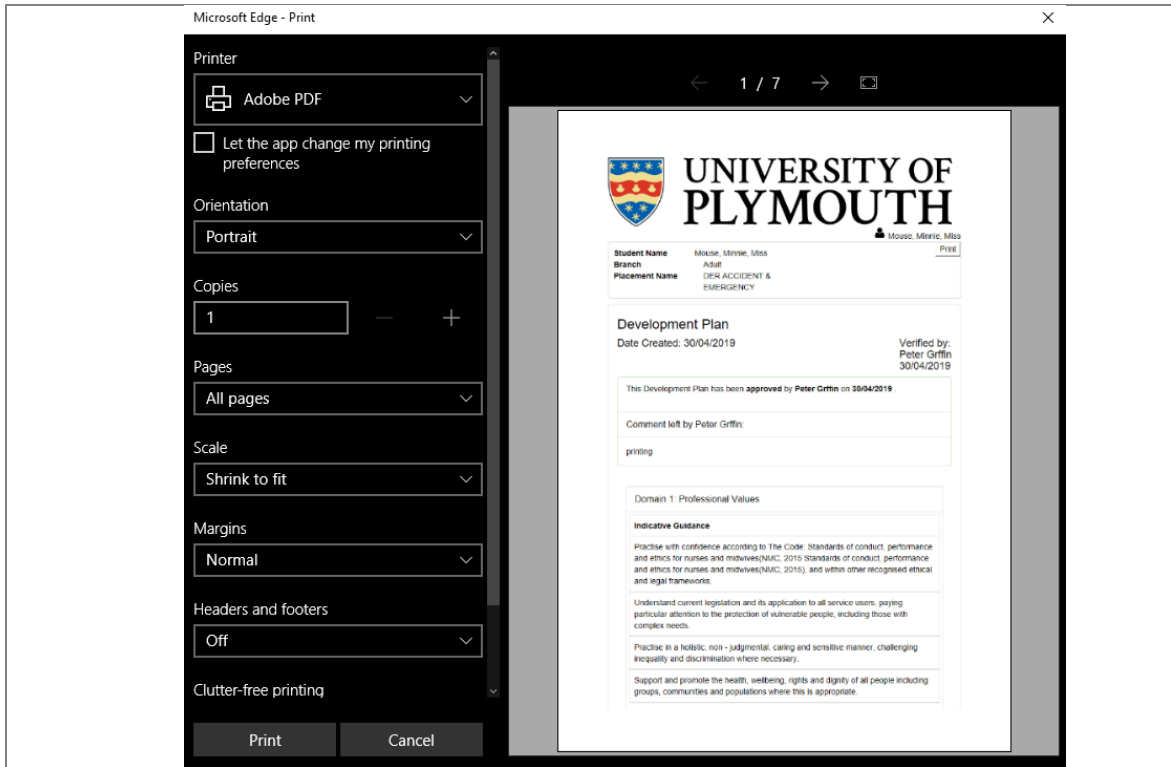 Microsoft Edge - Print
Printer
Adobe PDF
Let the app change my printing
preferences
Orientation
Portrait
Copies
1
Pages
All pages
Scale
Shrink to fit
Margins
Normal
Headers and footers
Off
Clutter-free printing
Print
Cancel
1 / 7
UNIVERSITY OF
PLYMOUTH
Mouse, Minnie, Miss
Print
Student Name Mouse, Minnie, Miss
Branch Adult
Placement Name DER ACCIDENT &
EMERGENCY
Development Plan
Date Created: 30/04/2019
Verified by:
Peter Grffin
30/04/2019
This Development Plan has been approved by Peter Grffin on 30/04/2019
Comment left by Peter Grffin:
printing
Domain 1: Professional Values
Indicative Guidance
Practise with confidence according to The Code: Standards of conduct, performance
and ethics for nurses and midwives(NMC, 2015 Standards of conduct, performance
and ethics for nurses and midwives(NMC, 2015), and within other recognised ethical
and legal frameworks.
Understand current legislation and its application to all service users, paying
particular attention to the protection of vulnerable people, including those with
complex needs.
Practise in a holistic, non - judgmental, caring and sensitive manner, challenging
inequality and discrimination where necessary.
Support and promote the health, wellbeing, rights and dignity of all people including
groups, communities and populations where this is appropriate.